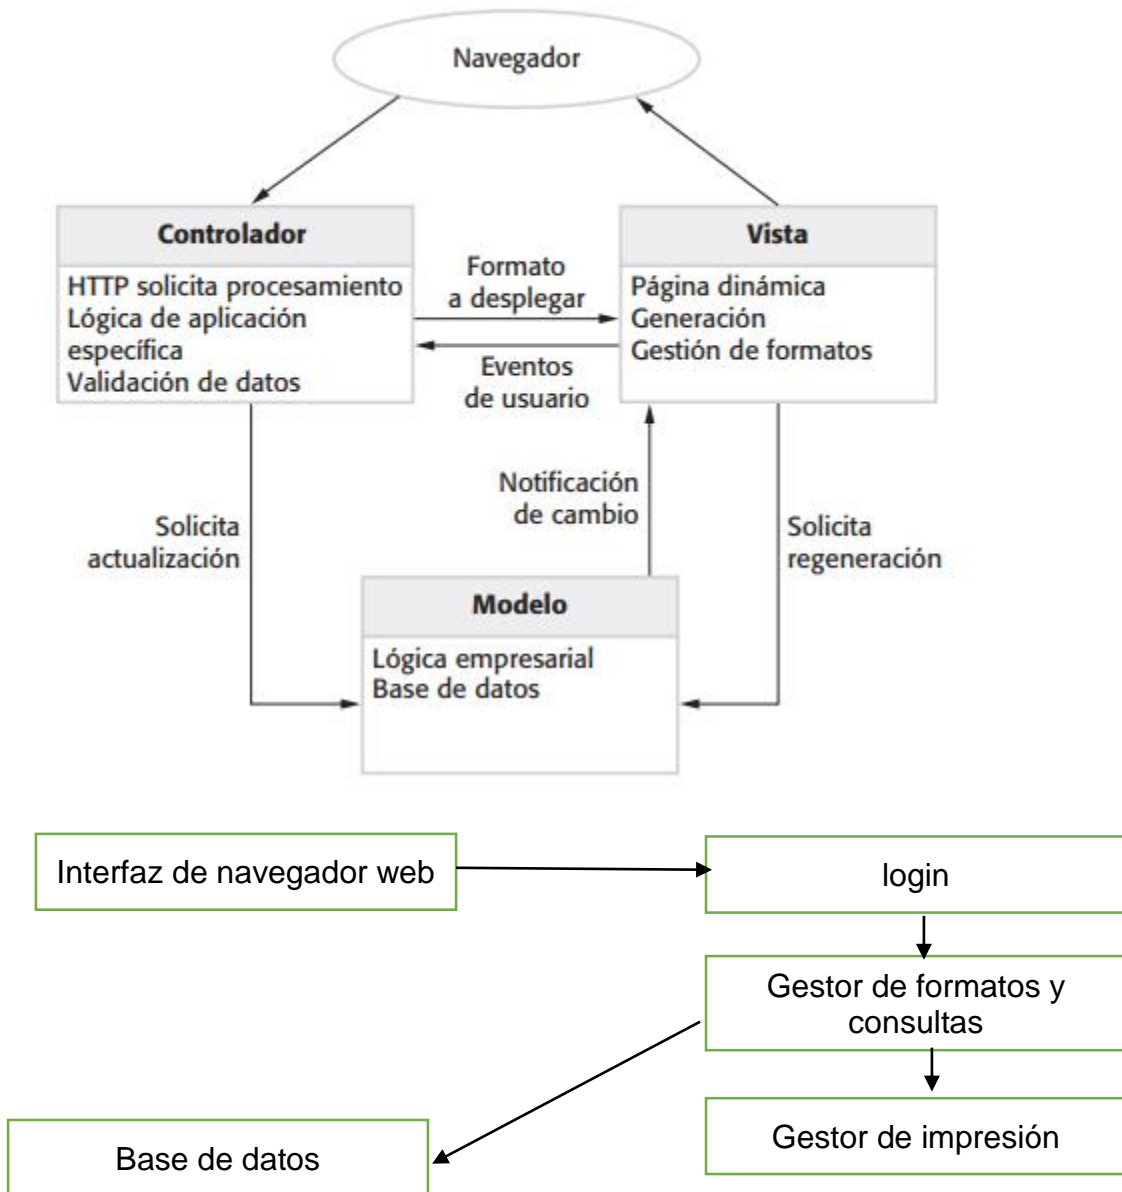 Navegador
Controlador
HTTP solicita procesamiento
Lógica de aplicación
específica
Validación de datos
Formato
a desplegar
Eventos
de usuario
Vista
Página dinámica
Generación
Gestión de formatos
Solicita
actualización
Notificación
de cambio
Solicita
regeneración
Modelo
Lógica empresarial
Base de datos
Interfaz de navegador web
login
Gestor de formatos y
consultas
Gestor de impresión
Base de datos